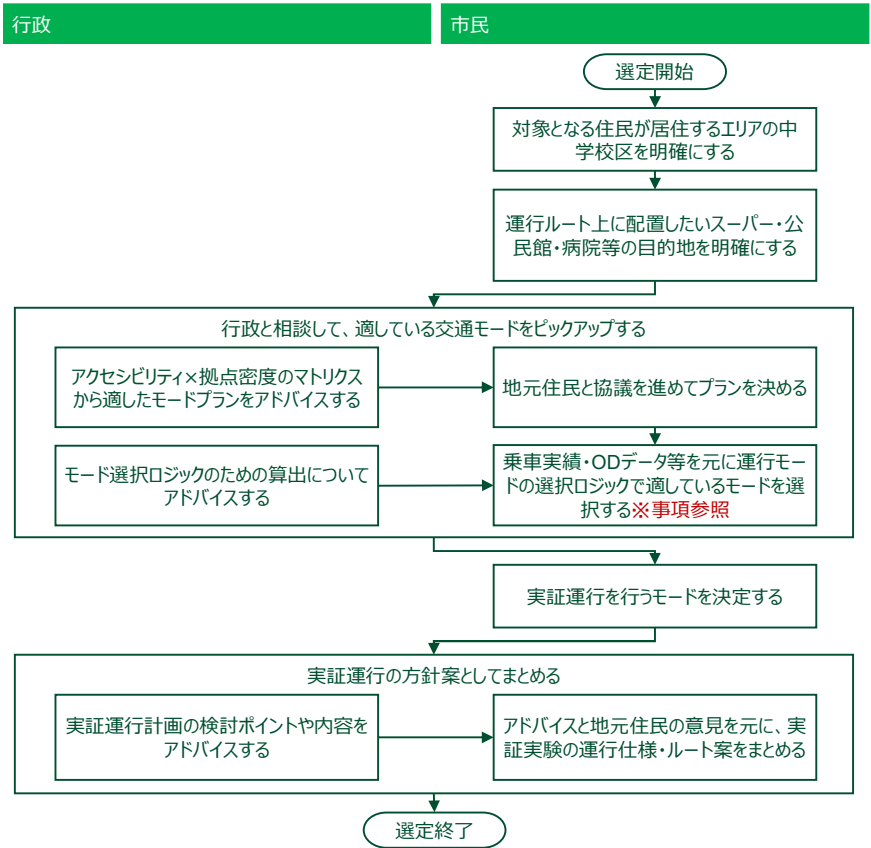 行政
市民
選定開始
対象となる住民が居住するエリアの中
学校区を明確にする
運行ルート上に配置したいスーパー・公
民館・病院等の目的地を明確にする
行政と相談して、適している交通モードをピックアップする
アクセシビリティ×拠点密度のマトリクス
から適したモードプランをアドバイスする
地元住民と協議を進めてプランを決める
モード選択ロジックのための算出について
アドバイスする
乗車実績・ODデータ等を元に運行モー
ドの選択ロジックで適しているモードを選
択する※事項参照
実証運行を行うモードを決定する
実証運行の方針案としてまとめる
実証運行計画の検討ポイントや内容を
アドバイスする
アドバイスと地元住民の意見を元に、実
証実験の運行仕様・ルート案をまとめる
選定終了